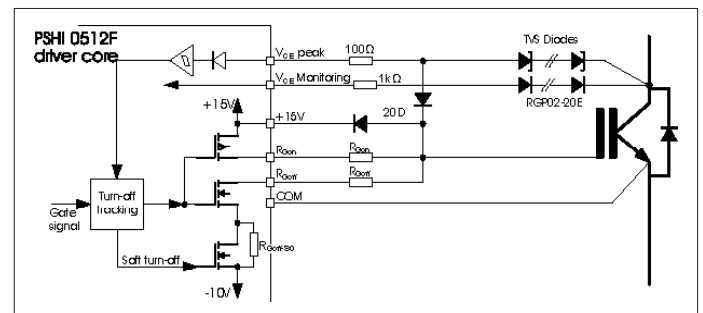 PSHI 0512F
driver core
VCE peak
100Ω
TVS Diodes
VCE Monitoring
1kΩ
RGP02-20E
+15V
+15V
20D
RGon
RGon
RGoff
RGoff
COM
Turn-off
tracking
Gate
signal
RGoff-SO
Soft turn-off
-10V